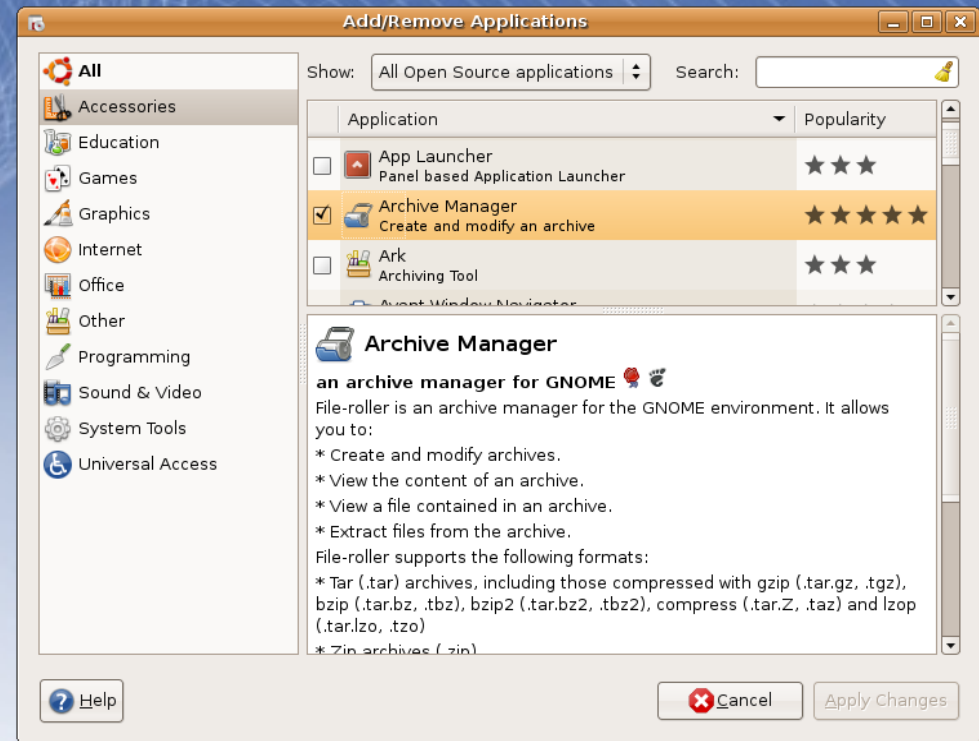 Add/Remove Applications
All
Accessories
Education
Games
Graphics
Internet
Office
Other
Programming
Sound & Video
System Tools
Universal Access
Show: All Open Source applications Search:
Application Popularity
App Launcher
Panel based Application Launcher
Archive Manager
Create and modify an archive
Ark
Archiving Tool
Avant Window Navigator
Archive Manager
an archive manager for GNOME
File-roller is an archive manager for the GNOME environment. It allows
you to:
* Create and modify archives.
* View the content of an archive.
* View a file contained in an archive.
* Extract files from the archive.
File-roller supports the following formats:
* Tar (.tar) archives, including those compressed with gzip (.tar.gz, .tgz),
bzip (.tar.bz, .tbz), bzip2 (.tar.bz2, .tbz2), compress (.tar.Z, .taz) and lzop
(.tar.lzo, .tzo)
* Zip archives (.zip)
Help
Cancel
Apply Changes